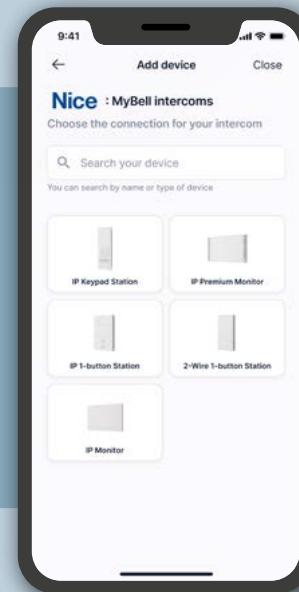 9:41
Add device Close
Nice : MyBell intercoms
Choose the connection for your intercom
Search your device
You can search by name or type of device
IP Keypad Station IP Premium Monitor
IP 1-button Station 2-Wire 1-button Station
IP Monitor